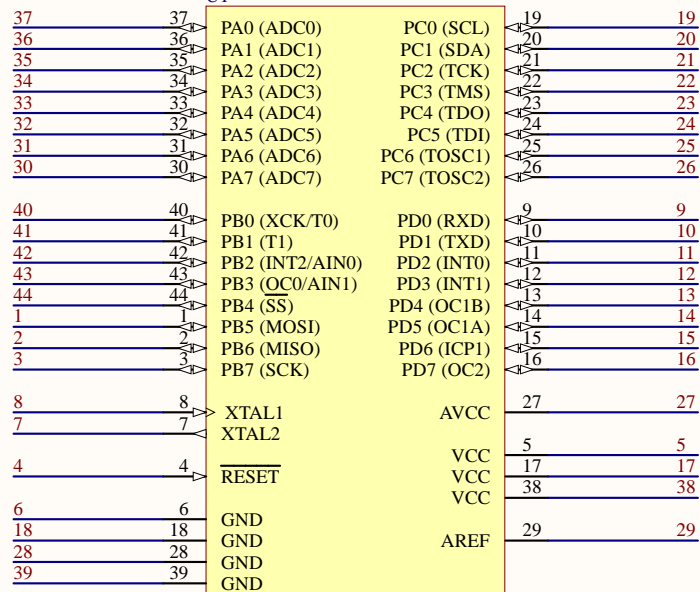 37 37 PA0 (ADC0) PC0 (SCL) 19 19
36 36 PA1 (ADC1) PC1 (SDA) 20 20
35 35 PA2 (ADC2) PC2 (TCK) 21 21
34 34 PA3 (ADC3) PC3 (TMS) 22 22
33 33 PA4 (ADC4) PC4 (TDO) 23 23
32 32 PA5 (ADC5) PC5 (TDI) 24 24
31 31 PA6 (ADC6) PC6 (TOSC1) 25 25
30 30 PA7 (ADC7) PC7 (TOSC2) 26 26
40 40 PB0 (XCK/T0) PD0 (RXD) 9 9
41 41 PB1 (T1) PD1 (TXD) 10 10
42 42 PB2 (INT2/AIN0) PD2 (INT0) 11 11
43 43 PB3 (OC0/AIN1) PD3 (INT1) 12 12
44 44 PB4 (SS) PD4 (OC1B) 13 13
1 1 PB5 (MOSI) PD5 (OC1A) 14 14
2 2 PB6 (MISO) PD6 (ICP1) 15 15
3 3 PB7 (SCK) PD7 (OC2) 16 16
8 8 XTAL1 AVCC 27 27
7 7 XTAL2
VCC 5 5
4 4 RESET VCC 17 17
VCC 38 38
6 6 GND
18 18 GND AREF 29 29
28 28 GND
39 39 GND